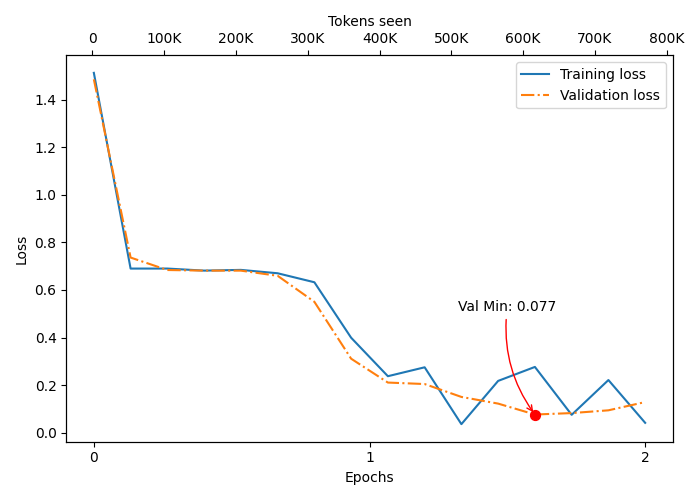 Tokens seen
0 100K 200K 300K 400K 500K 600K 700K 800K
Training loss
Validation loss
1.4
1.2
1.0
0.8
0.6
0.4
0.2
0.0
Loss
Val Min: 0.077
0 1 2
Epochs